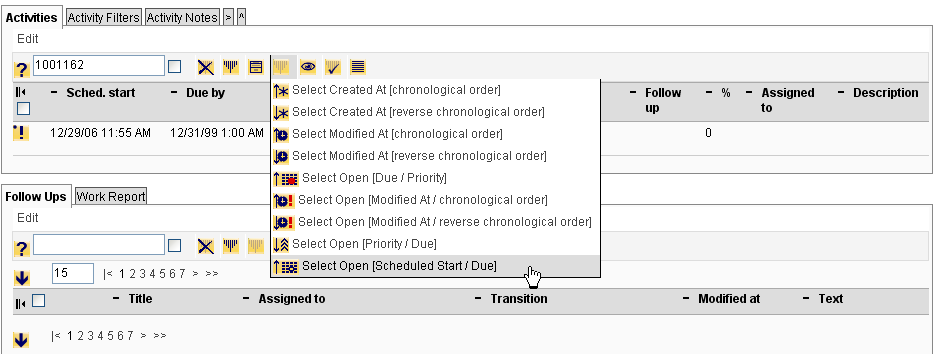 Activities Activity Filters Activity Notes > ^
Edit
? 1001162
Select Created At [chronological order]
– Sched. start – Due by – Follow up – % – Assigned to – Description
Select Created At [reverse chronological order]
12/29/06 11:55 AM 12/31/99 1:00 AM 0
Select Modified At [chronological order]
Select Modified At [reverse chronological order]
Select Open [Due / Priority]
Select Open [Modified At / chronological order]
Select Open [Modified At / reverse chronological order]
Select Open [Priority / Due]
Select Open [Scheduled Start / Due]
Follow Ups Work Report
Edit
?
15 |< 1 2 3 4 5 6 7 > >>
– Title – Assigned to – Transition – Modified at – Text
|< 1 2 3 4 5 6 7 > >>